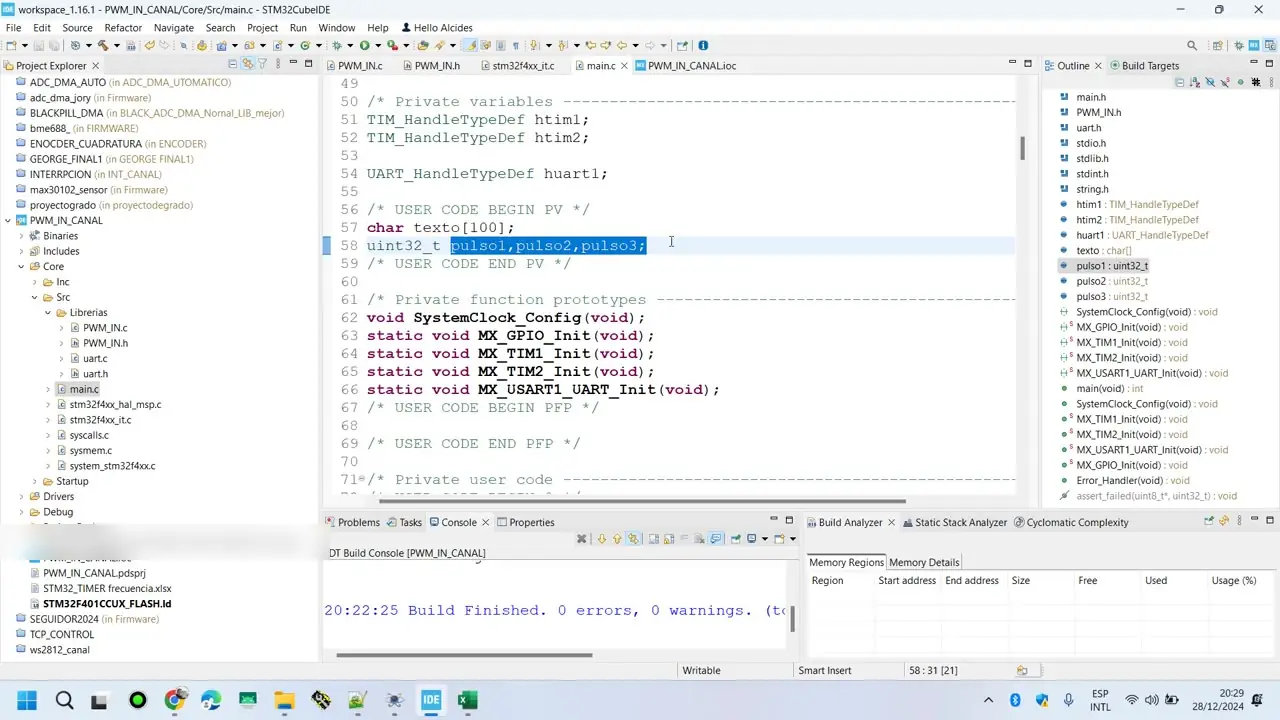 workspace_1.16.1 - PWM_IN_CANAL/Core/Src/main.c - STM32CubeIDE
File Edit Source Refactor Navigate Search Project Run Window Help Hello Alcides
Project Explorer
ADC_DMA_AUTO (in ADC_DMA_UTOMATICO)
adc_dma_jory (in Firmware)
BLACKPILL_DMA (in BLACK_ADC_DMA_Nornal_LIB_mejor)
bme688_ (in FIRMWARE)
ENOCDER_CUADRATURA (in ENCODER)
GEORGE_FINAL1 (in GEORGE FINAL1)
INTERRPCION (in INT_CANAL)
max30102_sensor (in Firmware)
proyectogrado (in proyectodegrado)
PWM_IN_CANAL
Binaries
Includes
Core
Inc
Src
Librerias
PWM_IN.c
PWM_IN.h
uart.c
uart.h
main.c
stm32f4xx_hal_msp.c
stm32f4xx_it.c
syscalls.c
sysmem.c
system_stm32f4xx.c
Startup
Drivers
Debug
PWM_IN_CANAL.pdsprj
STM32_TIMER frecuencia.xlsx
STM32F401CCUX_FLASH.ld
SEGUIDOR2024 (in Firmware)
TCP_CONTROL
ws2812_canal
PWM_IN.c PWM_IN.h stm32f4xx_it.c main.c PWM_IN_CANAL.ioc
49
50 /* Private variables ---------------------------------------------------------
51 TIM_HandleTypeDef htim1;
52 TIM_HandleTypeDef htim2;
53
54 UART_HandleTypeDef huart1;
55
56 /* USER CODE BEGIN PV */
57 char texto[100];
58 uint32_t pulso1,pulso2,pulso3;
59 /* USER CODE END PV */
60
61 /* Private function prototypes -----------------------------------------------
62 void SystemClock_Config(void);
63 static void MX_GPIO_Init(void);
64 static void MX_TIM1_Init(void);
65 static void MX_TIM2_Init(void);
66 static void MX_USART1_UART_Init(void);
67 /* USER CODE BEGIN PFP */
68
69 /* USER CODE END PFP */
70
71 /* Private user code ---------------------------------------------------------
Outline Build Targets
main.h
PWM_IN.h
uart.h
stdio.h
stdlib.h
stdint.h
string.h
htim1 : TIM_HandleTypeDef
htim2 : TIM_HandleTypeDef
huart1 : UART_HandleTypeDef
texto : char[]
pulso1 : uint32_t
pulso2 : uint32_t
pulso3 : uint32_t
SystemClock_Config(void) : void
MX_GPIO_Init(void) : void
MX_TIM1_Init(void) : void
MX_TIM2_Init(void) : void
MX_USART1_UART_Init(void) : void
main(void) : int
SystemClock_Config(void) : void
MX_TIM1_Init(void) : void
MX_TIM2_Init(void) : void
MX_USART1_UART_Init(void) : void
MX_GPIO_Init(void) : void
Error_Handler(void) : void
assert_failed(uint8_t*, uint32_t) : void
Problems Tasks Console Properties
DT Build Console [PWM_IN_CANAL]
20:22:25 Build Finished. 0 errors, 0 warnings. (to
Build Analyzer Static Stack Analyzer Cyclomatic Complexity
Memory Regions Memory Details
Region Start address End address Size Free Used Usage (%)
Writable Smart Insert 58 : 31 [21]
IDE
ESP
INTL
20:29
28/12/2024